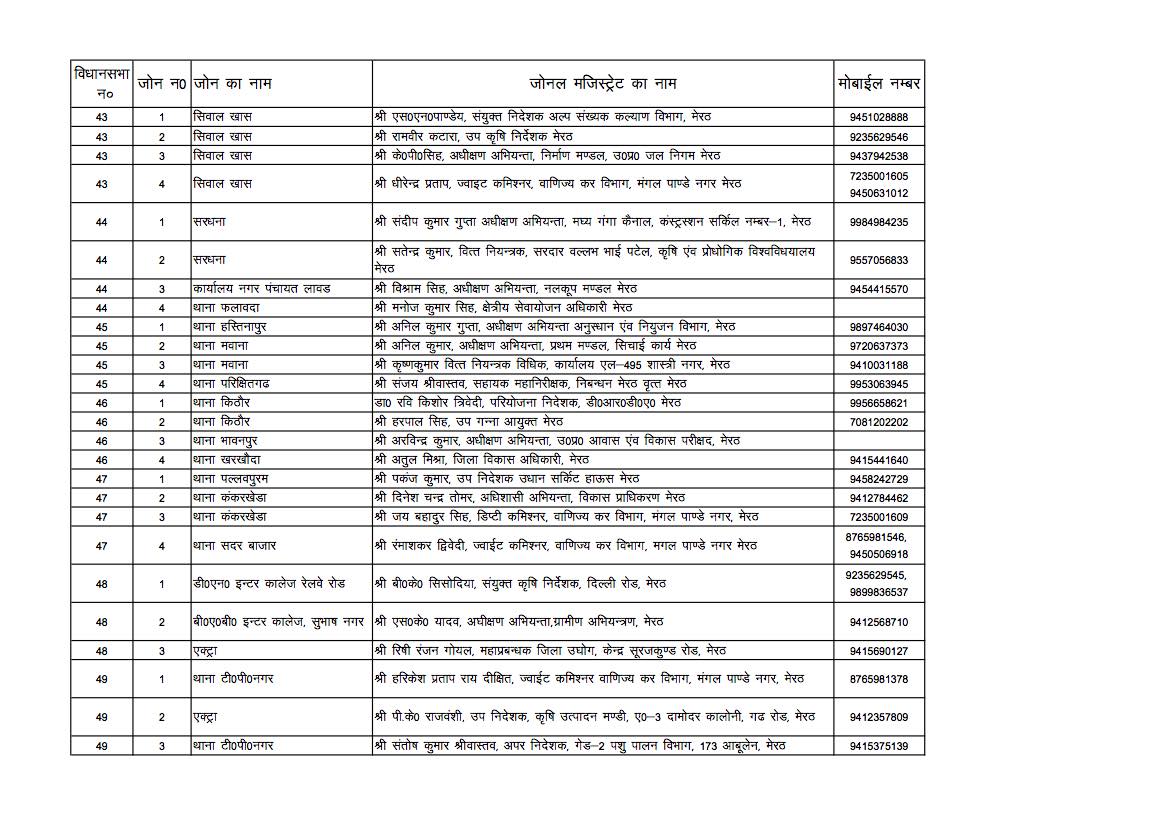 विधानसभा न० जोन न0 जोन का नाम जोनल मजिस्ट्रेट का नाम मोबाईल नम्बर
43 1 सिवाल खास श्री एस0एन0पाण्डेय, संयुक्त निदेशक अल्प संख्यक कल्याण विभाग, मेरठ 9451028888
43 2 सिवाल खास श्री रामवीर कटारा, उप कृषि निर्देशक मेरठ 9235629546
43 3 सिवाल खास श्री के0पी0सिह, अधीक्षण अभियन्ता, निर्माण मण्डल, उ0प्र0 जल निगम मेरठ 9437942538
43 4 सिवाल खास श्री धीरेन्द्र प्रताप, ज्वाइट कमिश्नर, वाणिज्य कर विभाग, मंगल पाण्डे नगर मेरठ 7235001605
9450631012
44 1 सरधना श्री संदीप कुमार गुप्ता अधीक्षण अभियन्ता, मघ्य गंगा कैनाल, कंस्ट्रस्शन सर्किल नम्बर–1, मेरठ 9984984235
44 2 सरधना श्री सतेन्द्र कुमार, वित्त नियन्त्रक, सरदार वल्लभ भाई पटेल, कृषि एंव प्रोधोगिक विश्वविधयालय
मेरठ 9557056833
44 3 कार्यालय नगर पंचायत लावड श्री विश्राम सिह, अधीक्षण अभियन्ता, नलकूप मण्डल मेरठ 9454415570
44 4 थाना फलावदा श्री मनोज कुमार सिह, क्षेत्रीय सेवायोजन अधिकारी मेरठ
45 1 थाना हस्तिनापुर श्री अनिल कुमार गुप्ता, अधीक्षण अभियन्ता अनुस्धान एंव नियुजन विभाग, मेरठ 9897464030
45 2 थाना मवाना श्री अनिल कुमार, अधीक्षण अभियन्ता, प्रथम मण्डल, सिचाई कार्य मेरठ 9720637373
45 3 थाना मवाना श्री कृष्णकुमार वित्त नियन्त्रक विधिक, कार्यालय एल–495 शास्त्री नगर, मेरठ 9410031188
45 4 थाना परिक्षितगढ श्री संजय श्रीवास्तव, सहायक महानिरीक्षक, निबन्धन मेरठ वृत्त मेरठ 9953063945
46 1 थाना किठौर डा0 रवि किशोर त्रिवेदी, परियोजना निदेशक, डी0आर0डी0ए0 मेरठ 9956658621
46 2 थाना किठौर श्री हरपाल सिह, उप गन्ना आयुक्त मेरठ 7081202202
46 3 थाना भावनपुर श्री अरविन्द्र कुमार, अधीक्षण अभियन्ता, उ0प्र0 आवास एंव विकास परीक्षद, मेरठ
46 4 थाना खरखौदा श्री अतुल मिश्रा, जिला विकास अधिकारी, मेरठ 9415441640
47 1 थाना पल्लवपुरम श्री पकंज कुमार, उप निदेशक उधान सर्किट हाऊस मेरठ 9458242729
47 2 थाना कंकरखेडा श्री दिनेश चन्द्र तोमर, अधिशासी अभियन्ता, विकास प्राधिकरण मेरठ 9412784462
47 3 थाना कंकरखेडा श्री जय बहादुर सिह, डिप्टी कमिश्नर, वाणिज्य कर विभाग, मंगल पाण्डे नगर, मेरठ 7235001609
47 4 थाना सदर बाजार श्री रंमाशकर द्विवेदी, ज्वाईट कमिश्नर, वाणिज्य कर विभाग, मगल पाण्डे नगर मेरठ 8765981546,
9450506918
48 1 डी0एन0 इन्टर कालेज रेलवे रोड श्री बी0के0 सिसोदिया, संयुक्त कृषि निर्देशक, दिल्ली रोड, मेरठ 9235629545,
9899836537
48 2 बी0ए0बी0 इन्टर कालेज, सुभाष नगर श्री एस0के0 यादव, अघीक्षण अभियन्ता,ग्रामीण अभियन्त्रण, मेरठ 9412568710
48 3 एक्ट्रा श्री रिषी रंजन गोयल, महाप्रबन्धक जिला उघोग, केन्द्र सूरजकुण्ड रोड, मेरठ 9415690127
49 1 थाना टी0पी0नगर श्री हरिकेश प्रताप राय दीक्षित, ज्वाईट कमिश्नर वाणिज्य कर विभाग, मंगल पाण्डे नगर, मेरठ 8765981378
49 2 एक्ट्रा श्री पी.के0 राजवंशी, उप निदेशक, कृषि उत्पादन मण्डी, ए0–3 दामोदर कालोनी, गढ रोड, मेरठ 9412357809
49 3 थाना टी0पी0नगर श्री संतोष कुमार श्रीवास्तव, अपर निदेशक, गेड–2 पशु पालन विभाग, 173 आबूलेन, मेरठ 9415375139